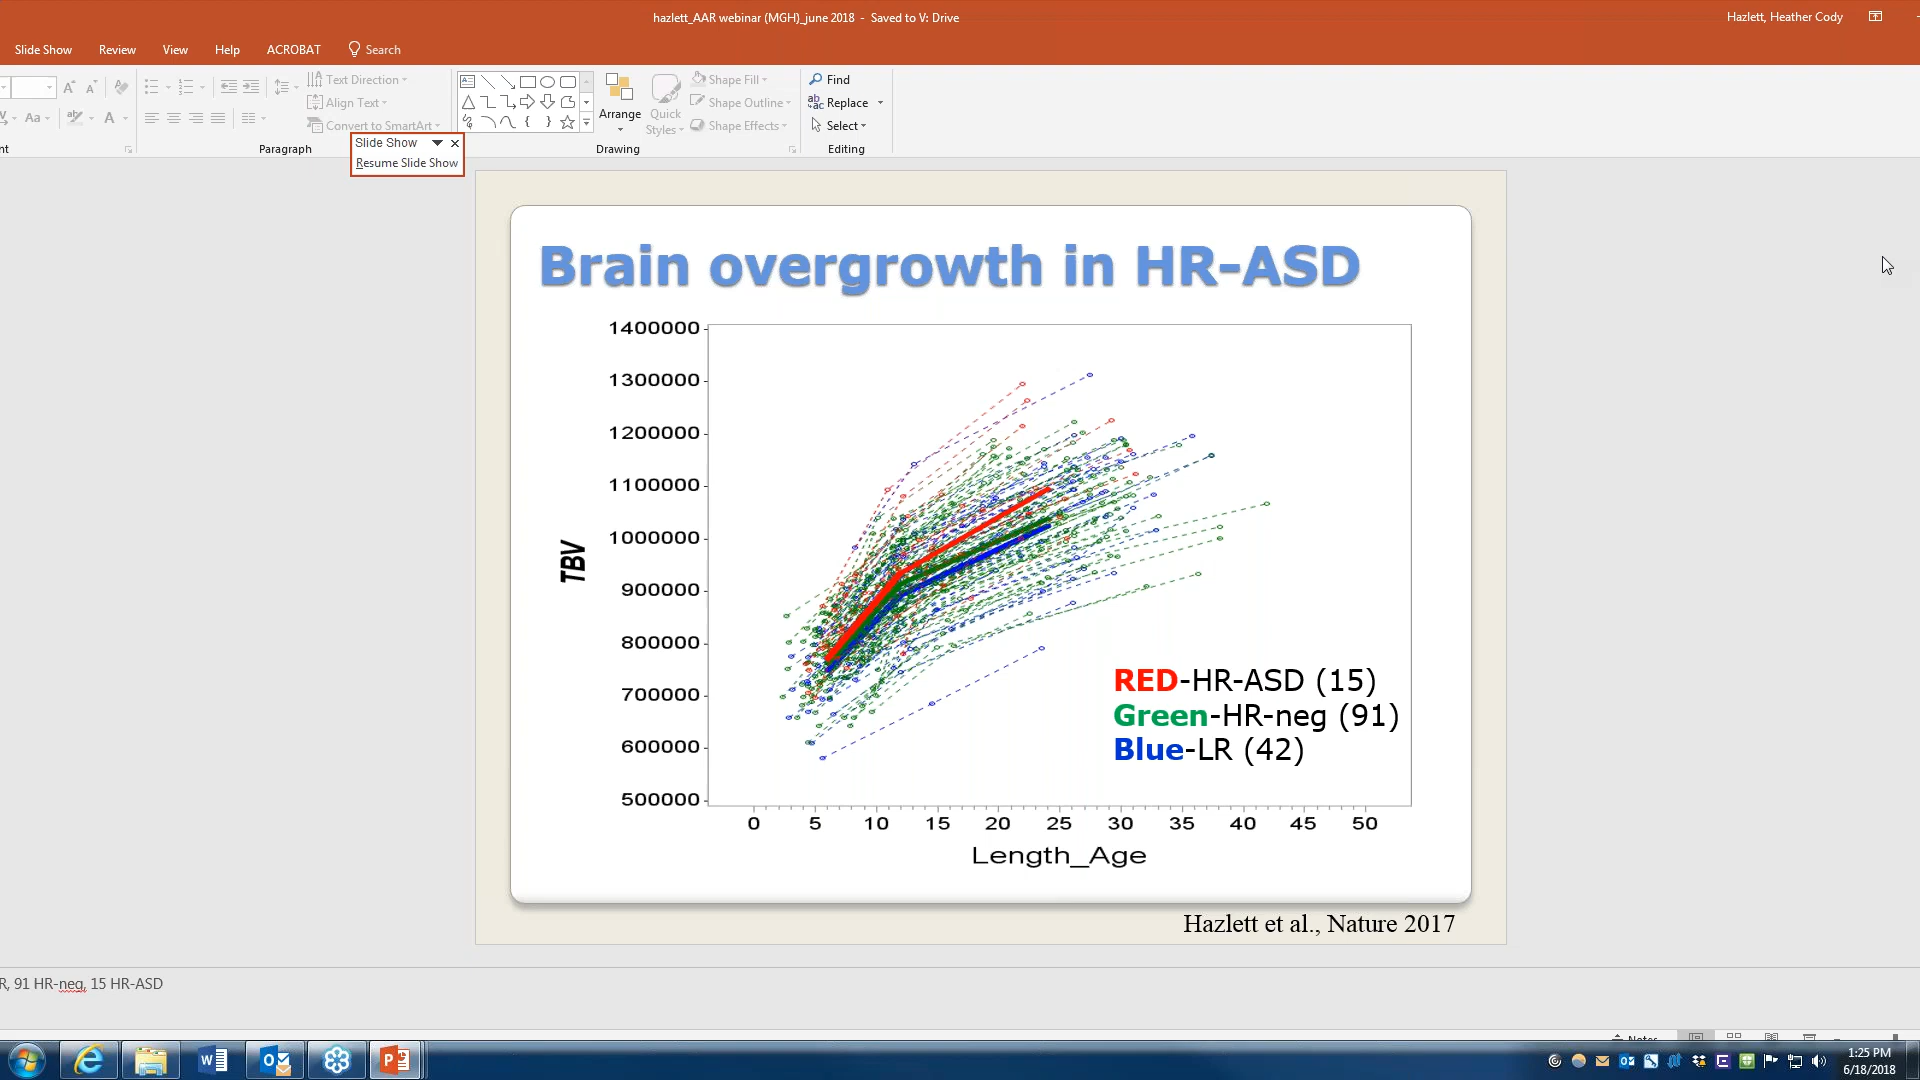 hazlett_AAR webinar (MGH)_june 2018 - Saved to V: Drive
Hazlett, Heather Cody
Slide Show Review View Help ACROBAT Search
Text Direction
Align Text
Convert to SmartArt
Aa
A
Paragraph
Arrange
Quick
Styles
Shape Fill
Shape Outline
Shape Effects
Drawing
Find
Replace
Select
Editing
Slide Show
Resume Slide Show
Brain overgrowth in HR-ASD
1400000
1300000
1200000
1100000
1000000
900000
800000
700000
600000
500000
TBV
0 5 10 15 20 25 30 35 40 45 50
Length_Age
RED-HR-ASD (15)
Green-HR-neg (91)
Blue-LR (42)
Hazlett et al., Nature 2017
R, 91 HR-neg, 15 HR-ASD
Notes
1:25 PM
6/18/2018